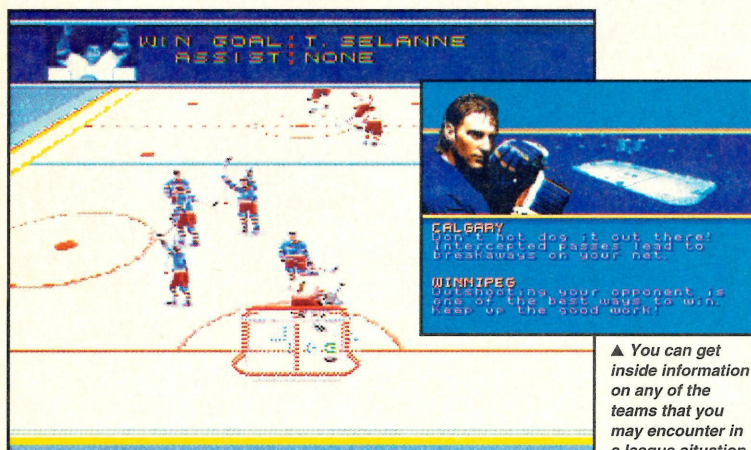 WIN GOAL: T. SELANNE
ASSIST: NONE
CALGARY
Don't hot dog it out there!
Intercepted passes lead to
breakaways on your net.
WINNIPEG
Outshooting your opponent is
one of the best ways to win.
Keep up the good work!
▲ You can get
inside information
on any of the
teams that you
may encounter in
a league situation